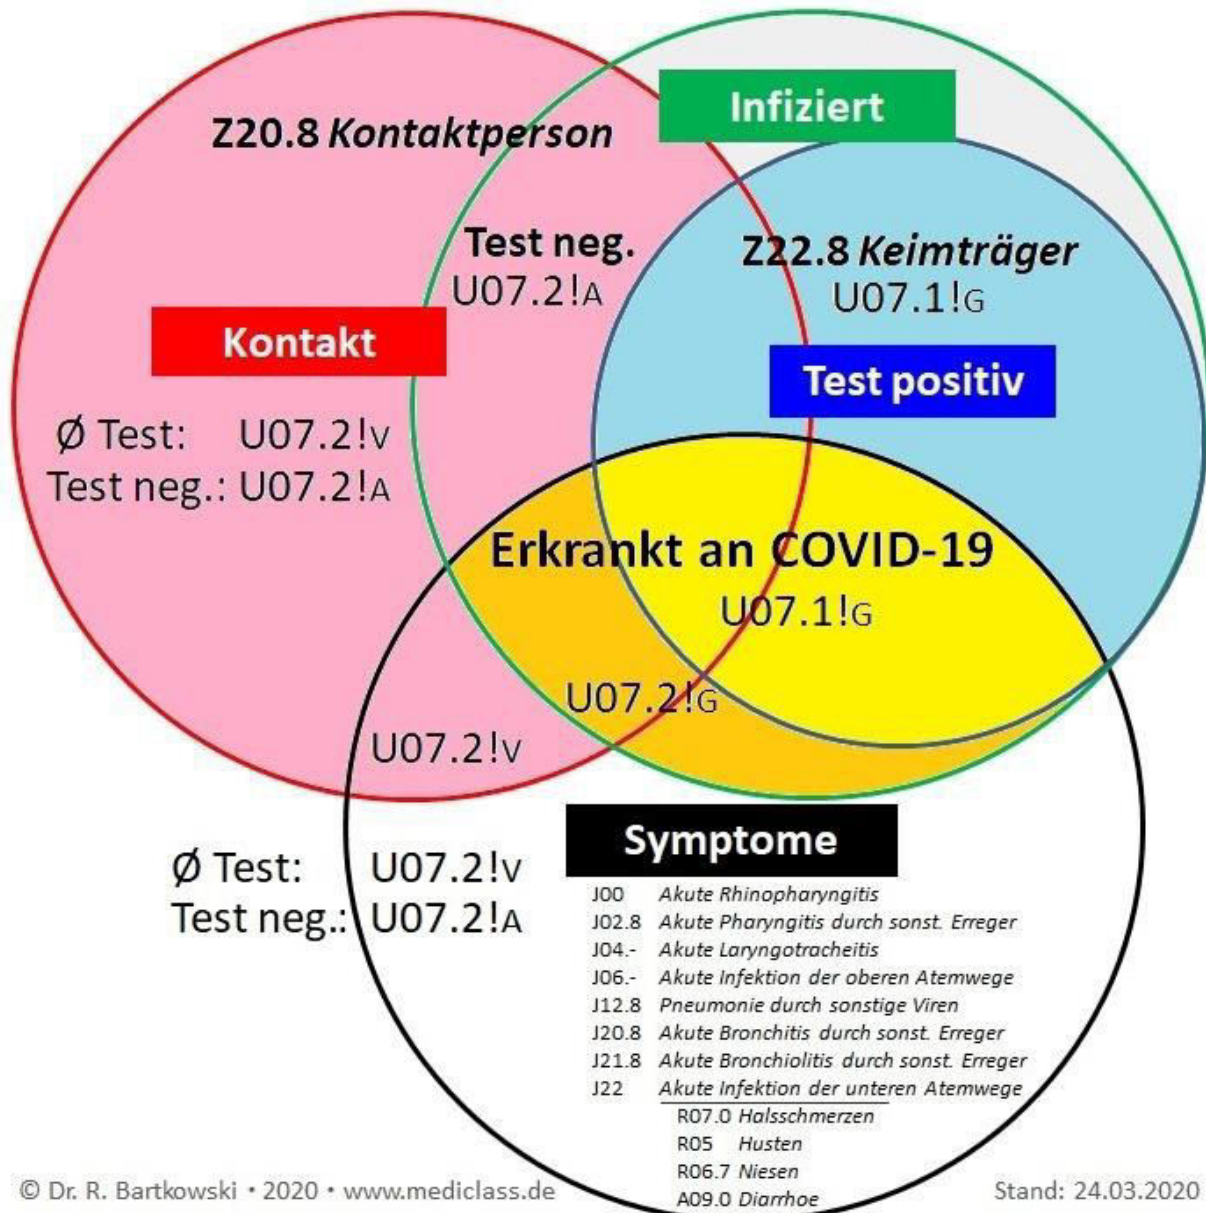 Infiziert
Z20.8 Kontaktperson
Test neg.
U07.2!A
Z22.8 Keimträger
U07.1!G
Kontakt
Test positiv
Ø Test: U07.2!V
Test neg.: U07.2!A
Erkrankt an COVID-19
U07.1!G
U07.2!G
U07.2!V
Symptome
Ø Test: U07.2!V
Test neg.: U07.2!A
J00 Akute Rhinopharyngitis
J02.8 Akute Pharyngitis durch sonst. Erreger
J04.- Akute Laryngotracheitis
J06.- Akute Infektion der oberen Atemwege
J12.8 Pneumonie durch sonstige Viren
J20.8 Akute Bronchitis durch sonst. Erreger
J21.8 Akute Bronchiolitis durch sonst. Erreger
J22 Akute Infektion der unteren Atemwege
R07.0 Halsschmerzen
R05 Husten
R06.7 Niesen
A09.0 Diarrhoe
© Dr. R. Bartkowski • 2020 • www.mediclass.de
Stand: 24.03.2020